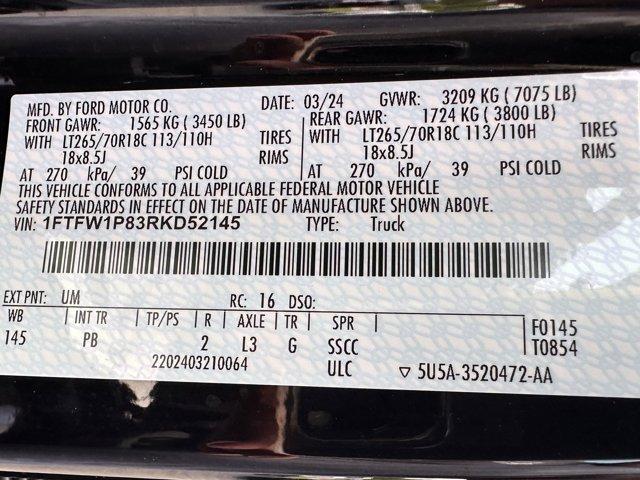 MFD. BY FORD MOTOR CO. DATE: 03/24 GVWR: 3209 KG ( 7075 LB)
FRONT GAWR: 1565 KG ( 3450 LB) REAR GAWR: 1724 KG ( 3800 LB)
WITH LT265/70R18C 113/110H TIRES WITH LT265/70R18C 113/110H TIRES
18x8.5J RIMS 18x8.5J RIMS
AT 270 kPa/ 39 PSI COLD AT 270 kPa/ 39 PSI COLD
THIS VEHICLE CONFORMS TO ALL APPLICABLE FEDERAL MOTOR VEHICLE
SAFETY STANDARDS IN EFFECT ON THE DATE OF MANUFACTURE SHOWN ABOVE.
VIN: 1FTFW1P83RKD52145 TYPE: Truck
EXT PNT: UM RC: 16 DSO:
WB INT TR TP/PS R AXLE TR SPR F0145
145 PB 2 L3 G SSCC T0854
2202403210064 ULC ▽ 5U5A-3520472-AA